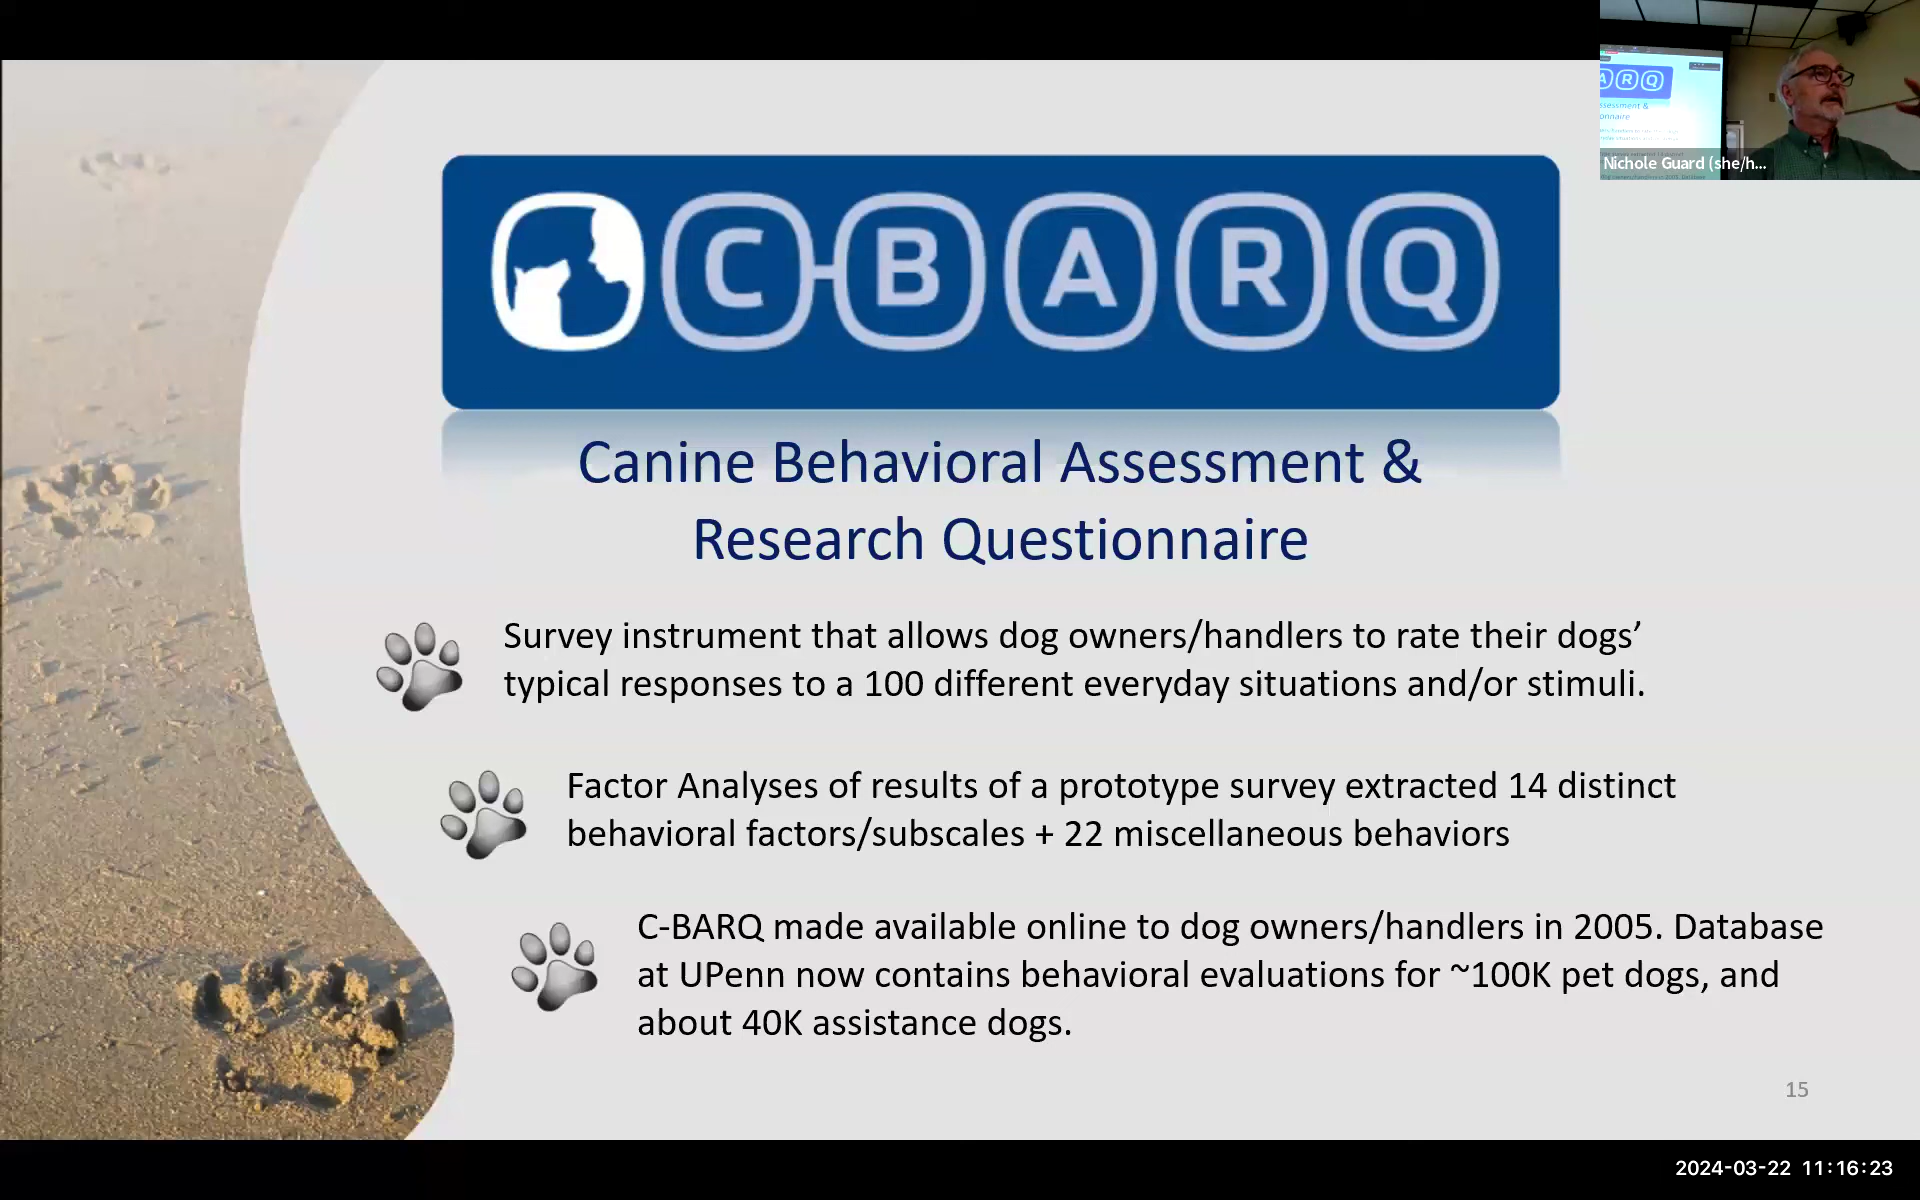 C-BARQ
Canine Behavioral Assessment &
Research Questionnaire
Survey instrument that allows dog owners/handlers to rate their dogs’
typical responses to a 100 different everyday situations and/or stimuli.
Factor Analyses of results of a prototype survey extracted 14 distinct
behavioral factors/subscales + 22 miscellaneous behaviors
C-BARQ made available online to dog owners/handlers in 2005. Database
at UPenn now contains behavioral evaluations for ~100K pet dogs, and
about 40K assistance dogs.
15
ARQ
ssessment &
onnaire
Nichole Guard (she/h...
2024-03-22 11:16:23